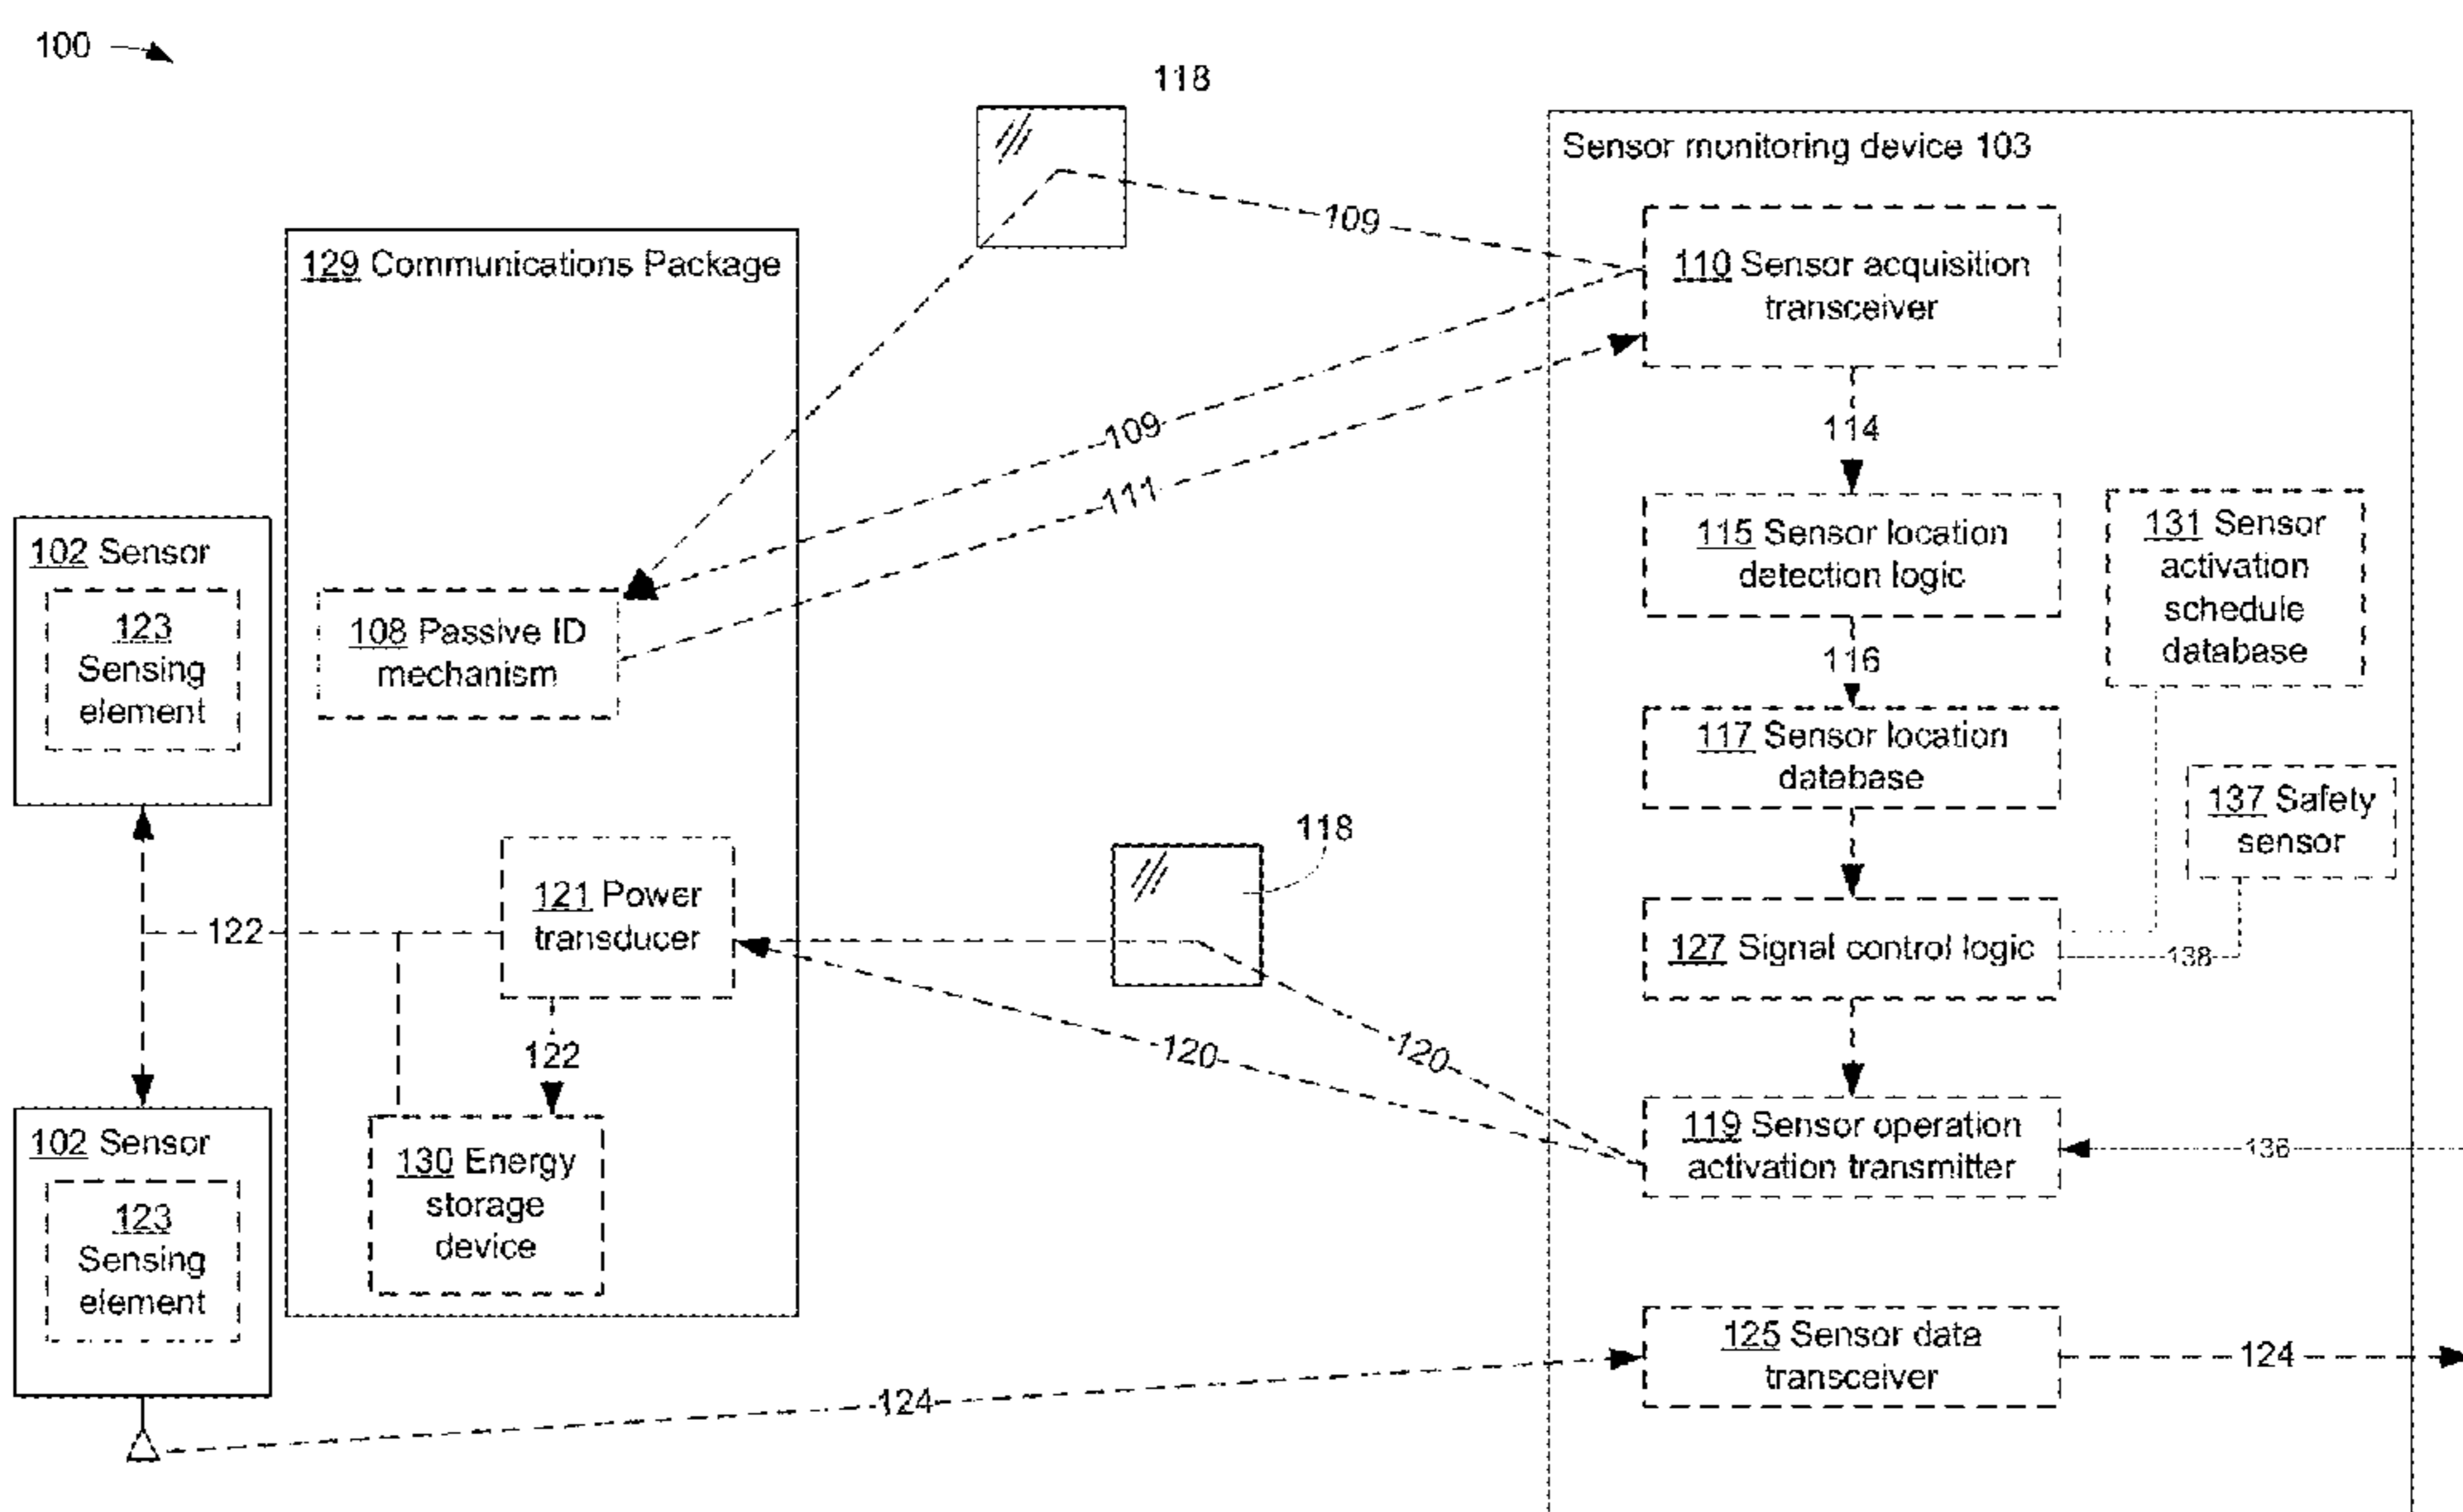 100
118
Sensor monitoring device 103
109
110 Sensor acquisition
transceiver
129 Communications Package
109
114
111
115 Sensor location
detection logic
131 Sensor
activation
schedule
database
102 Sensor
123
Sensing
element
108 Passive ID
mechanism
116
117 Sensor location
database
137 Safety
sensor
118
121 Power
transducer
122
127 Signal control logic
138
122
120
120
119 Sensor operation
activation transmitter
136
102 Sensor
123
Sensing
element
130 Energy
storage
device
125 Sensor data
transceiver
124
124